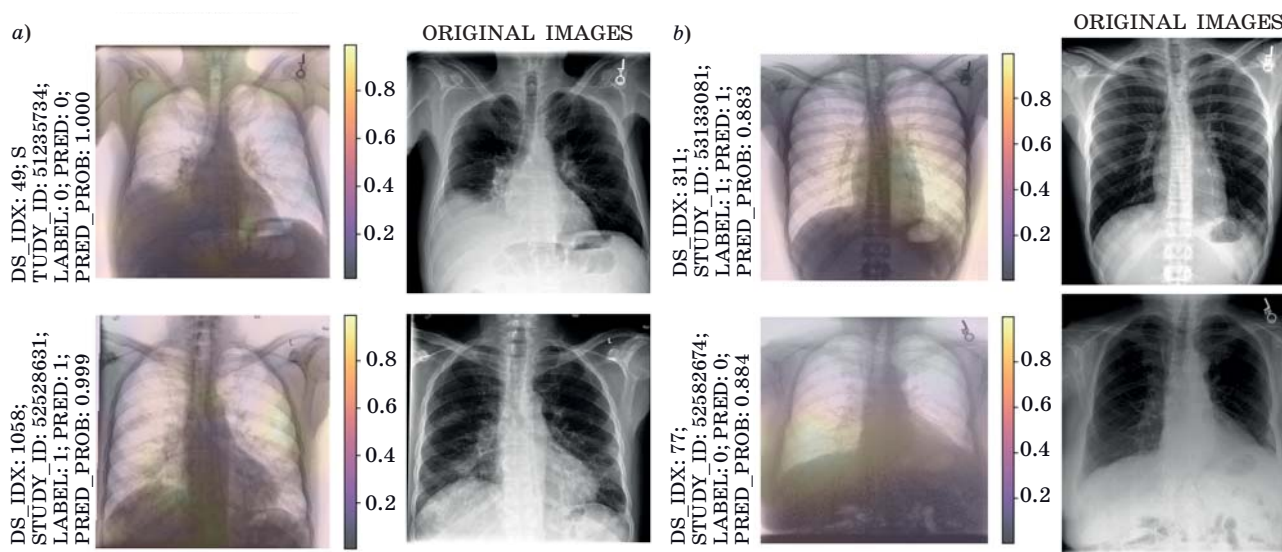 a)
ORIGINAL IMAGES
DS_IDX: 49; S
TUDY_ID: 51235734;
LABEL: 0; PRED: 0;
PRED_PROB: 1.000
0.8
0.6
0.4
0.2
DS_IDX: 1058;
STUDY_ID: 52528631;
LABEL: 1; PRED: 1;
PRED_PROB: 0.999
0.8
0.6
0.4
0.2
L
L
b)
ORIGINAL IMAGES
DS_IDX: 311;
STUDY_ID: 53133081;
LABEL: 1; PRED: 1;
PRED_PROB: 0.883
0.8
0.6
0.4
0.2
DS_IDX: 77;
STUDY_ID: 52582674;
LABEL: 0; PRED: 0;
PRED_PROB: 0.884
0.8
0.6
0.4
0.2